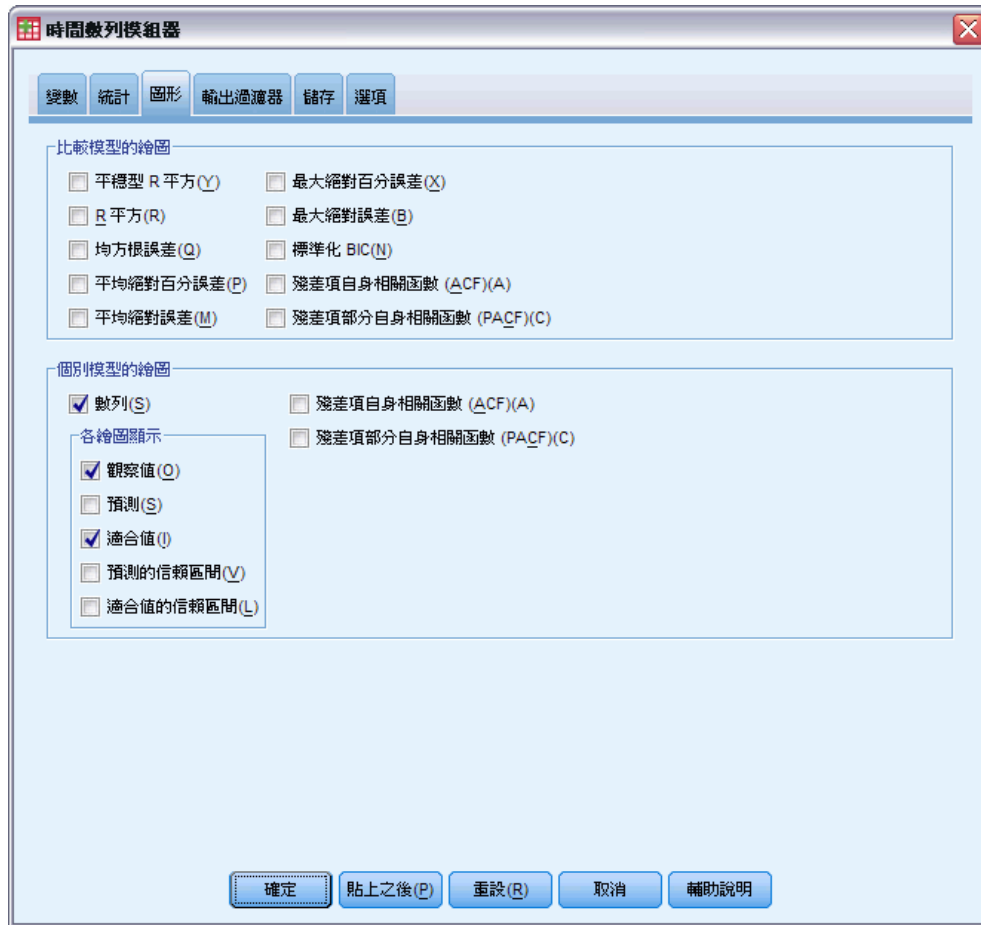 時間數列模組器
變數 統計 圖形 輸出過濾器 儲存 選項
比較模型的繪圖
平穩型 R 平方(Y) 最大絕對百分誤差(X)
R 平方(R) 最大絕對誤差(B)
均方根誤差(Q) 標準化 BIC(N)
平均絕對百分誤差(P) 殘差項自身相關函數 (ACF)(A)
平均絕對誤差(M) 殘差項部分自身相關函數 (PACF)(C)
個別模型的繪圖
數列(S) 殘差項自身相關函數 (ACF)(A)
各繪圖顯示 殘差項部分自身相關函數 (PACF)(C)
觀察值(O)
預測(S)
適合值(I)
預測的信賴區間(V)
適合值的信賴區間(L)
確定 貼上之後(P) 重設(R) 取消 輔助說明